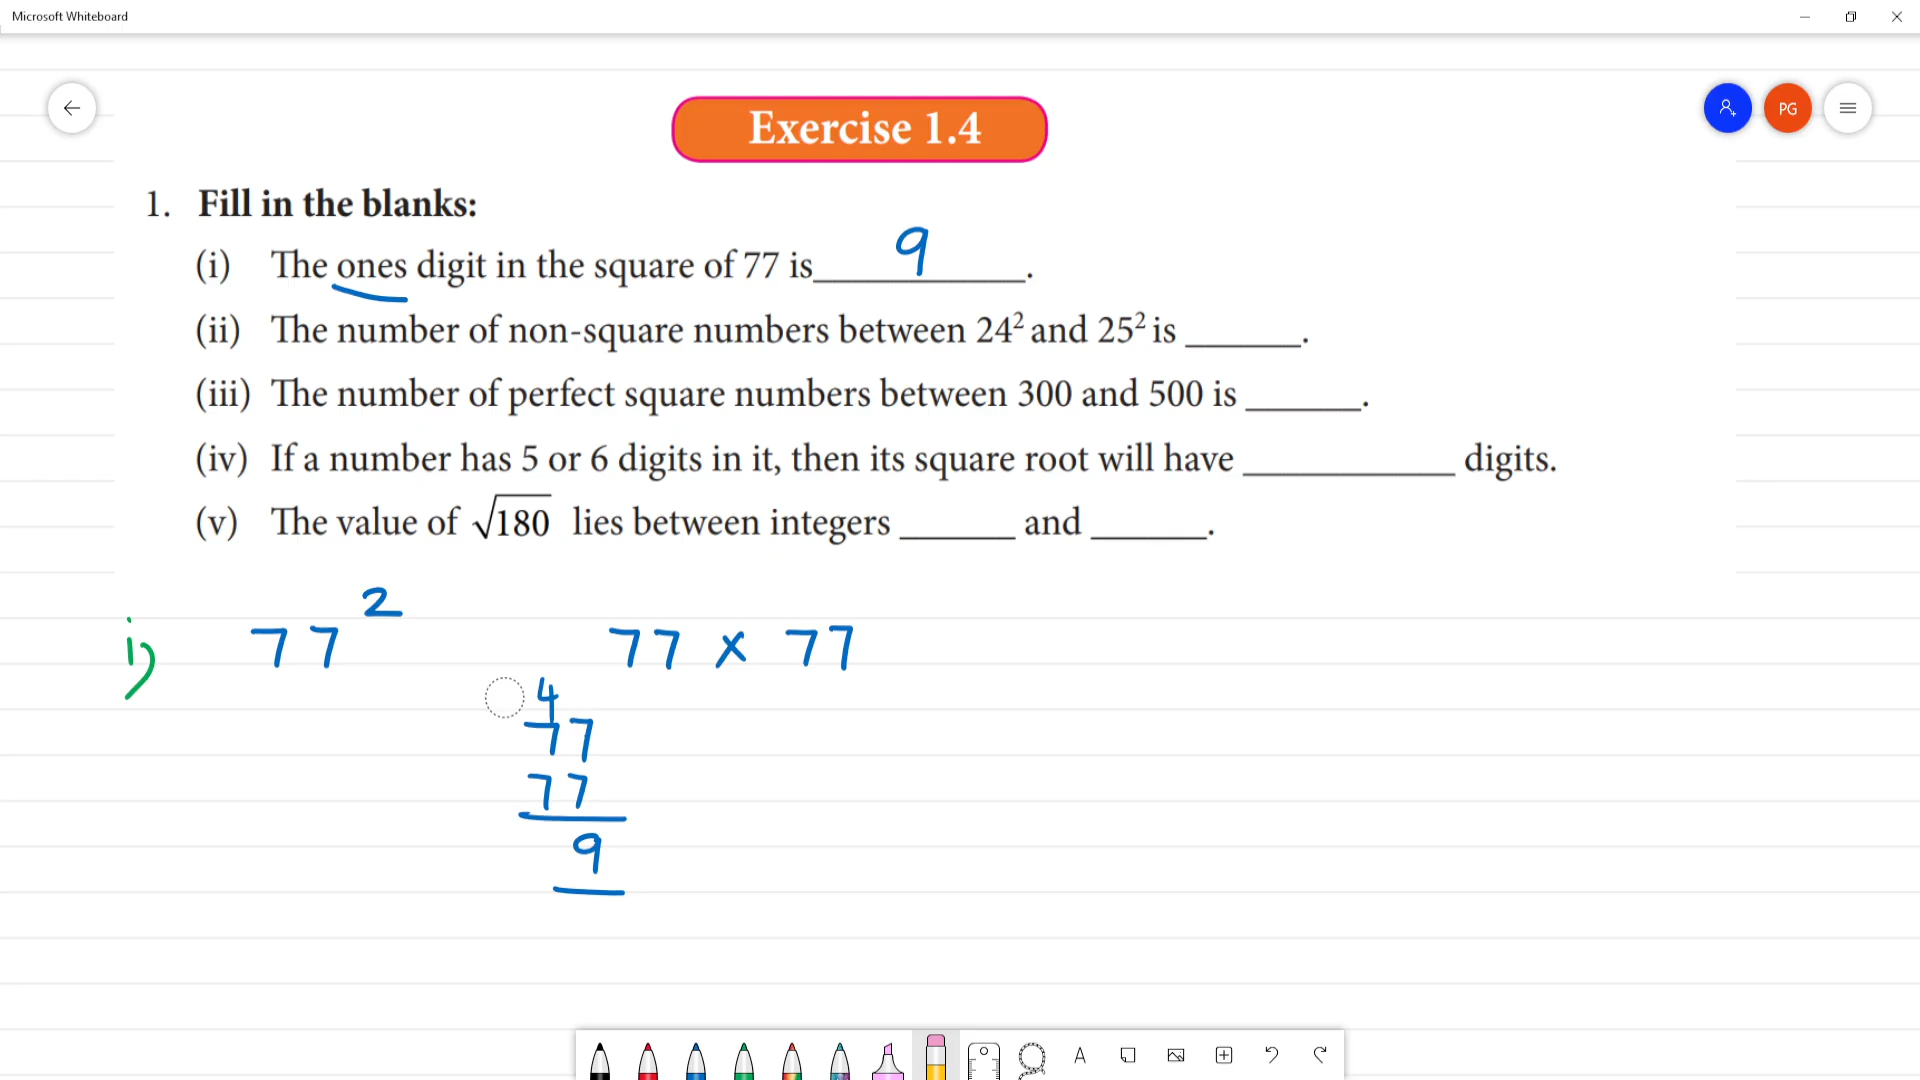 Microsoft Whiteboard
PG
Exercise 1.4
1. Fill in the blanks:
(i) The ones digit in the square of 77 is____9____.
(ii) The number of non-square numbers between 24² and 25² is ______.
(iii) The number of perfect square numbers between 300 and 500 is ______.
(iv) If a number has 5 or 6 digits in it, then its square root will have ___________ digits.
(v) The value of √180 lies between integers ______ and ______.
i) 77² 77 x 77
4
77
77
9
A